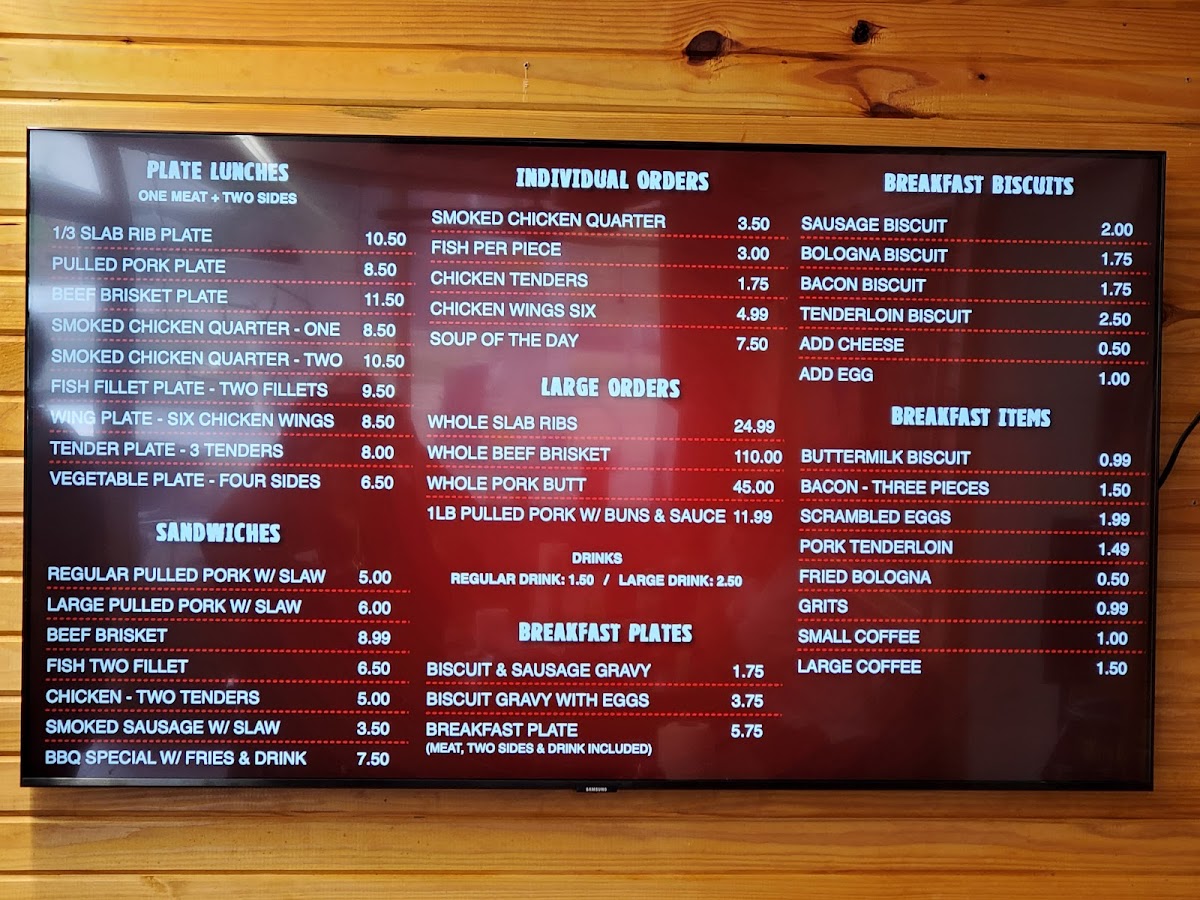 PLATE LUNCHES
ONE MEAT + TWO SIDES
1/3 SLAB RIB PLATE 10.50
PULLED PORK PLATE 8.50
BEEF BRISKET PLATE 11.50
SMOKED CHICKEN QUARTER - ONE 8.50
SMOKED CHICKEN QUARTER - TWO 10.50
FISH FILLET PLATE - TWO FILLETS 9.50
WING PLATE - SIX CHICKEN WINGS 8.50
TENDER PLATE - 3 TENDERS 8.00
VEGETABLE PLATE - FOUR SIDES 6.50
SANDWICHES
REGULAR PULLED PORK W/ SLAW 5.00
LARGE PULLED PORK W/ SLAW 6.00
BEEF BRISKET 8.99
FISH TWO FILLET 6.50
CHICKEN - TWO TENDERS 5.00
SMOKED SAUSAGE W/ SLAW 3.50
BBQ SPECIAL W/ FRIES & DRINK 7.50
INDIVIDUAL ORDERS
SMOKED CHICKEN QUARTER 3.50
FISH PER PIECE 3.00
CHICKEN TENDERS 1.75
CHICKEN WINGS SIX 4.99
SOUP OF THE DAY 7.50
LARGE ORDERS
WHOLE SLAB RIBS 24.99
WHOLE BEEF BRISKET 110.00
WHOLE PORK BUTT 45.00
1LB PULLED PORK W/ BUNS & SAUCE 11.99
DRINKS
REGULAR DRINK: 1.50 / LARGE DRINK: 2.50
BREAKFAST PLATES
BISCUIT & SAUSAGE GRAVY 1.75
BISCUIT GRAVY WITH EGGS 3.75
BREAKFAST PLATE 5.75
(MEAT, TWO SIDES & DRINK INCLUDED)
BREAKFAST BISCUITS
SAUSAGE BISCUIT 2.00
BOLOGNA BISCUIT 1.75
BACON BISCUIT 1.75
TENDERLOIN BISCUIT 2.50
ADD CHEESE 0.50
ADD EGG 1.00
BREAKFAST ITEMS
BUTTERMILK BISCUIT 0.99
BACON - THREE PIECES 1.50
SCRAMBLED EGGS 1.99
PORK TENDERLOIN 1.49
FRIED BOLOGNA 0.50
GRITS 0.99
SMALL COFFEE 1.00
LARGE COFFEE 1.50
SAMSUNG